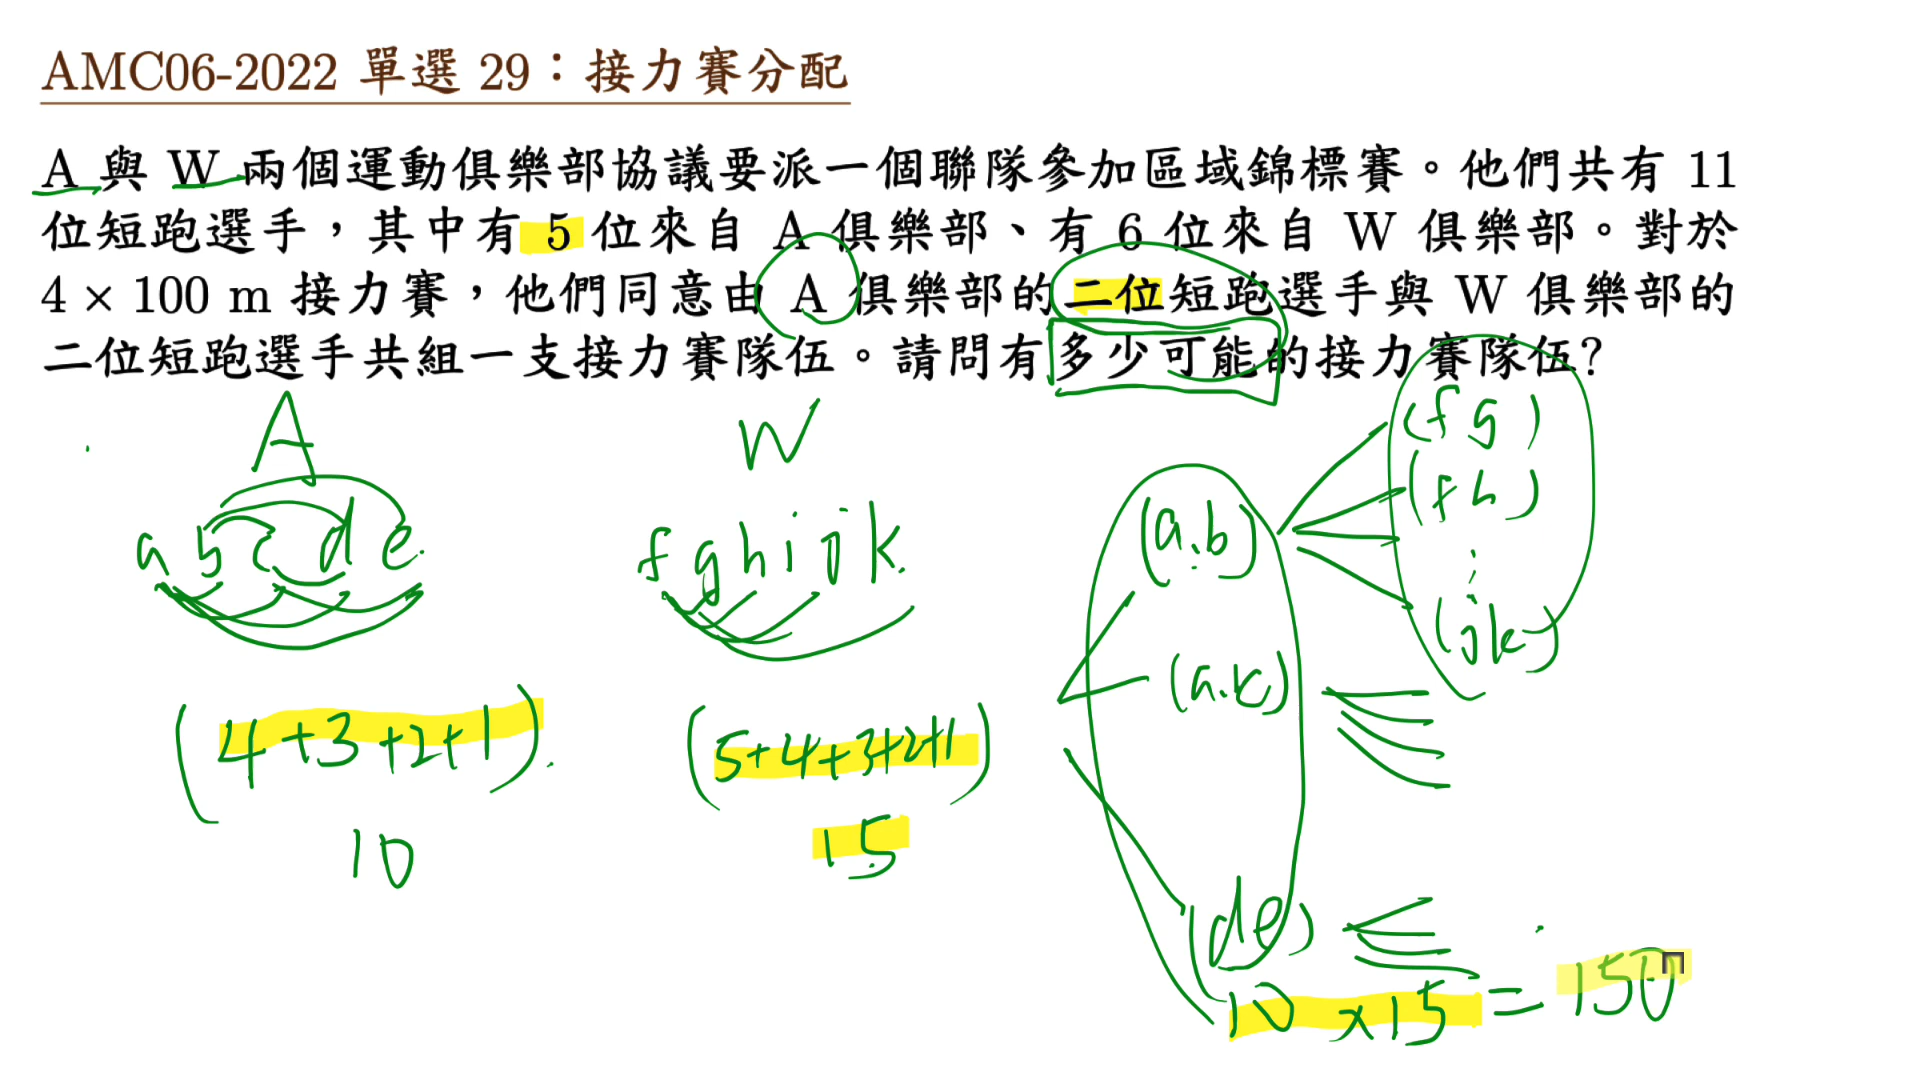 AMC06-2022 單選 29：接力賽分配
A 與 W 兩個運動俱樂部協議要派一個聯隊參加區域錦標賽。他們共有 11
位短跑選手，其中有 5 位來自 A 俱樂部、有 6 位來自 W 俱樂部。對於
4 × 100 m 接力賽，他們同意由 A 俱樂部的二位短跑選手與 W 俱樂部的
二位短跑選手共組一支接力賽隊伍。請問有多少可能的接力賽隊伍?
A W (f g)
(f h)
a b c d e. f g h i j k. (a.b)
(jk)
(a.c)
(4+3+2+1). (5+4+3+2+1)
10 15
(de)
10 x 15 = 150